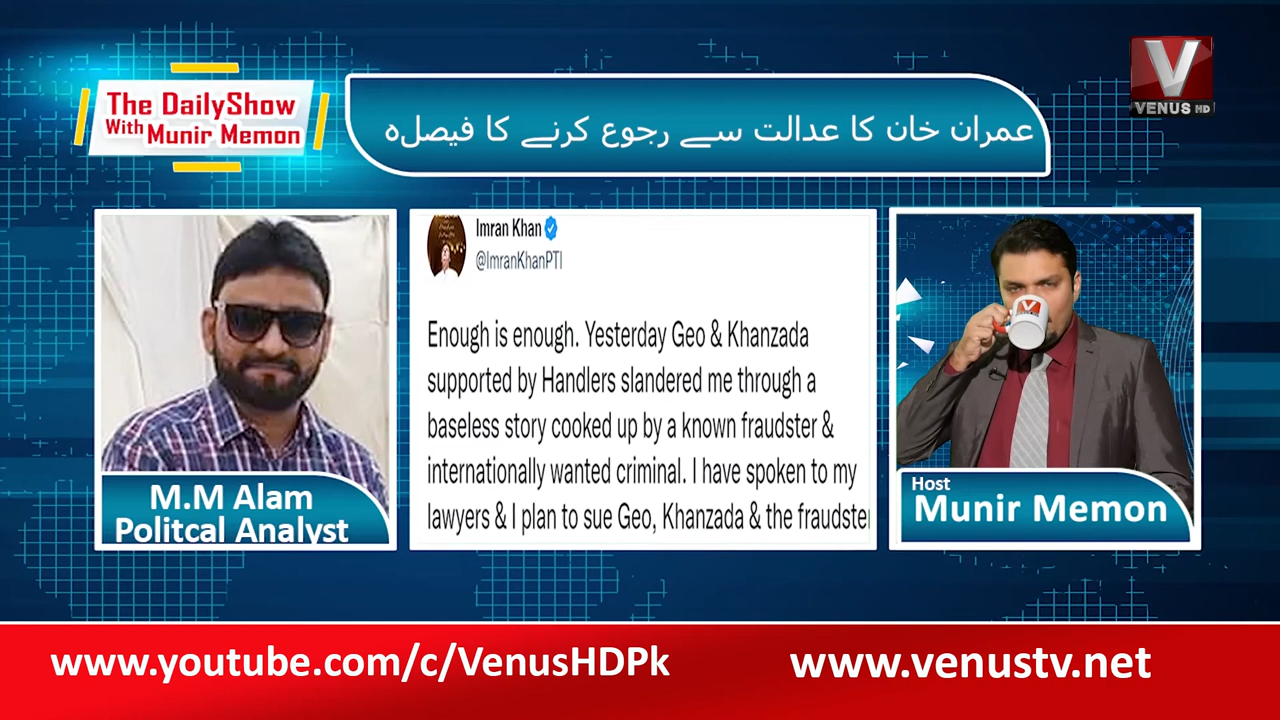 The DailyShow
With Munir Memon
عمران خان کا عدالت سے رجوع کرنے کا فیصلہ
V
VENUS HD
Imran Khan
@ImranKhanPTI
Enough is enough. Yesterday Geo & Khanzada
supported by Handlers slandered me through a
baseless story cooked up by a known fraudster &
internationally wanted criminal. I have spoken to my
lawyers & I plan to sue Geo, Khanzada & the fraudster
M.M Alam
Politcal Analyst
Host
Munir Memon
www.youtube.com/c/VenusHDPk
www.venustv.net